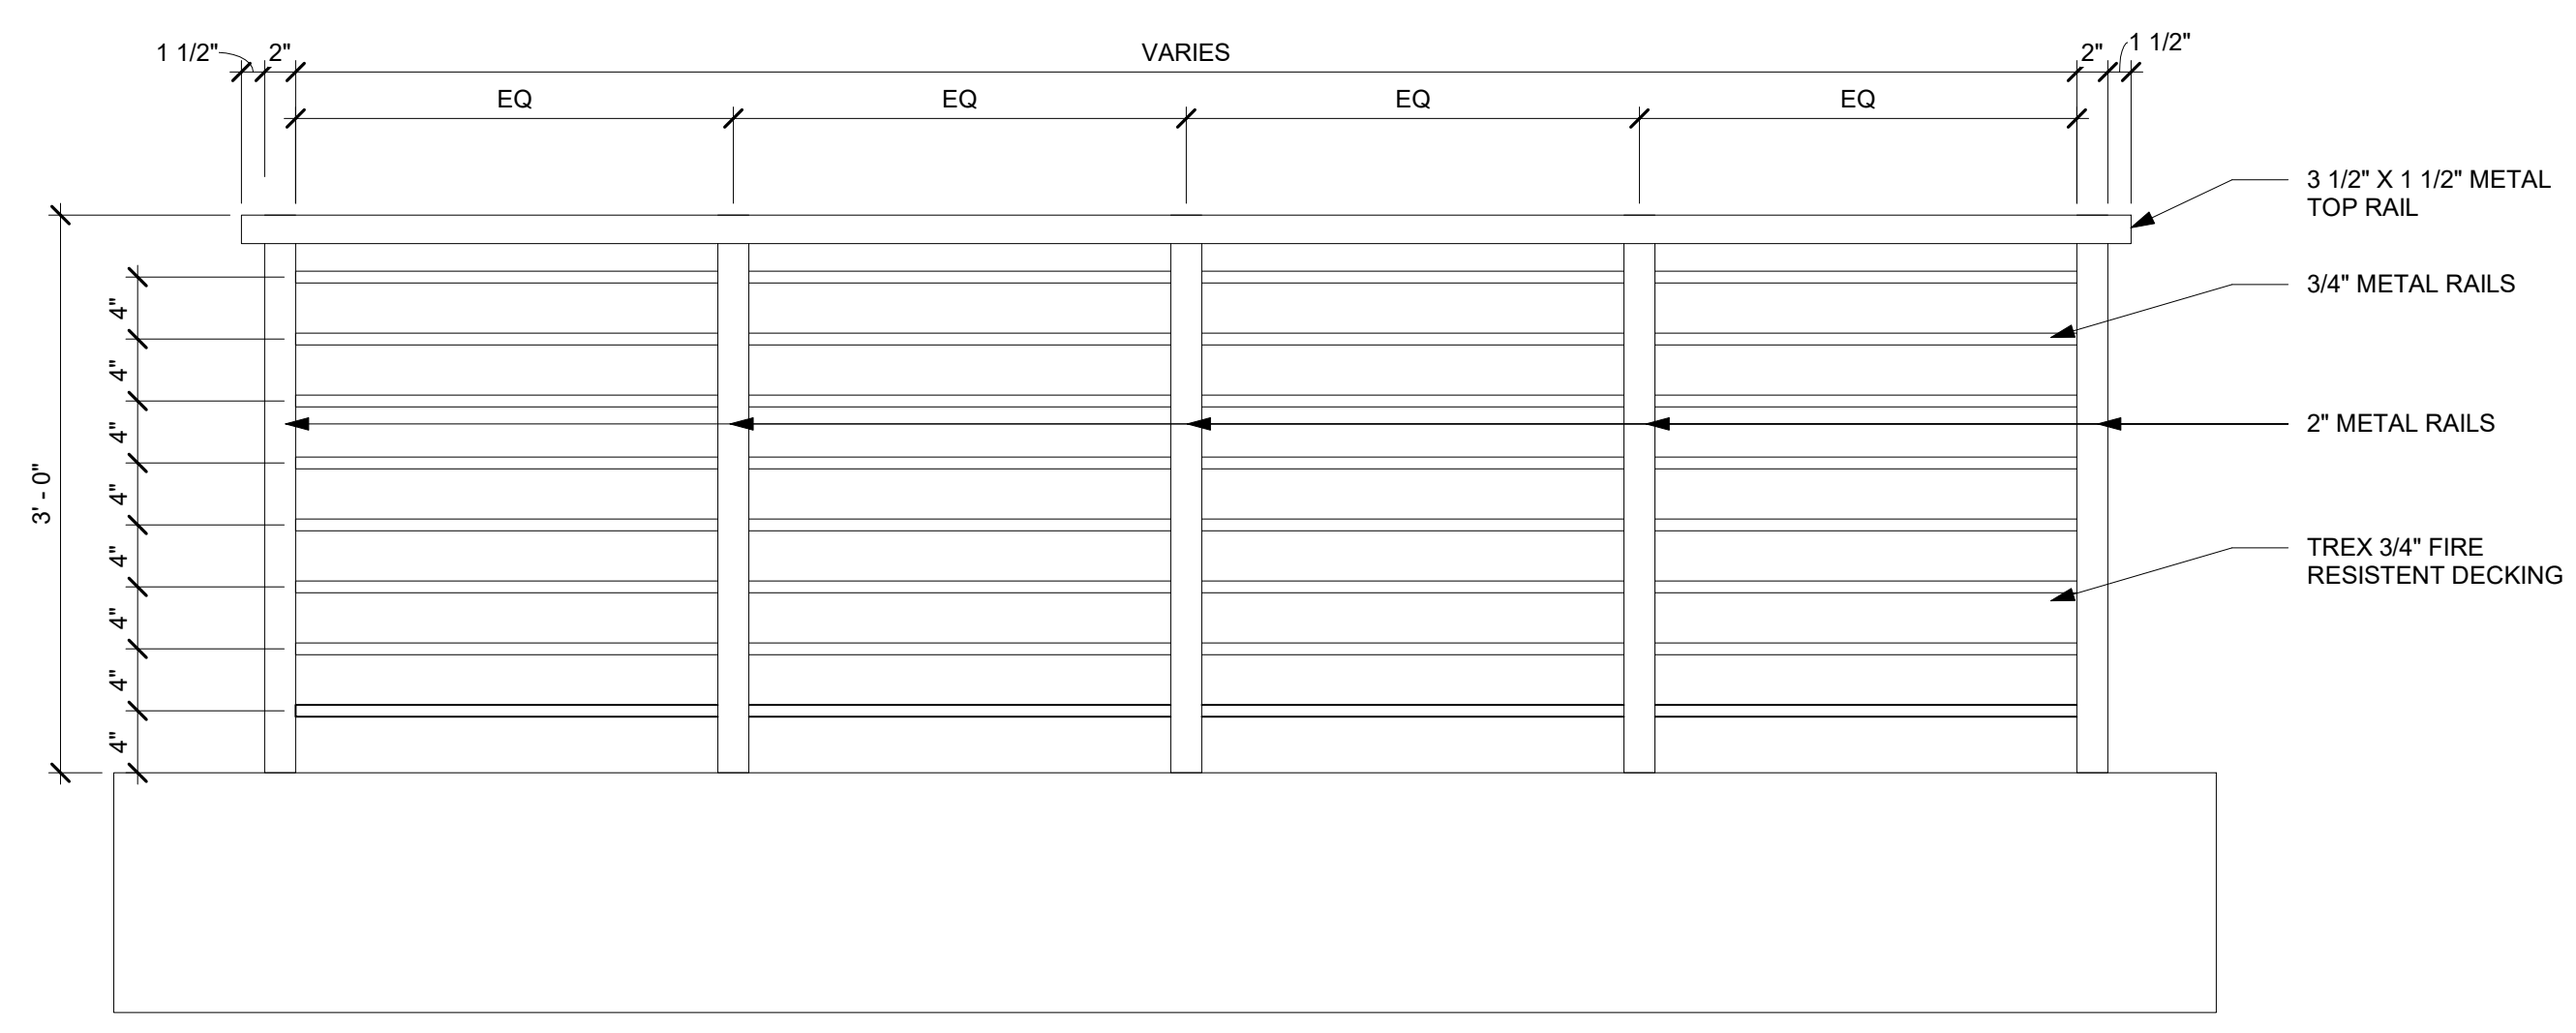 1 1/2"
2"
VARIES
2"
1 1/2"
EQ
EQ
EQ
EQ
3 1/2" X 1 1/2" METAL
TOP RAIL
3/4" METAL RAILS
2" METAL RAILS
TREX 3/4" FIRE
RESISTENT DECKING
3' - 0"
4"
4"
4"
4"
4"
4"
4"
4"